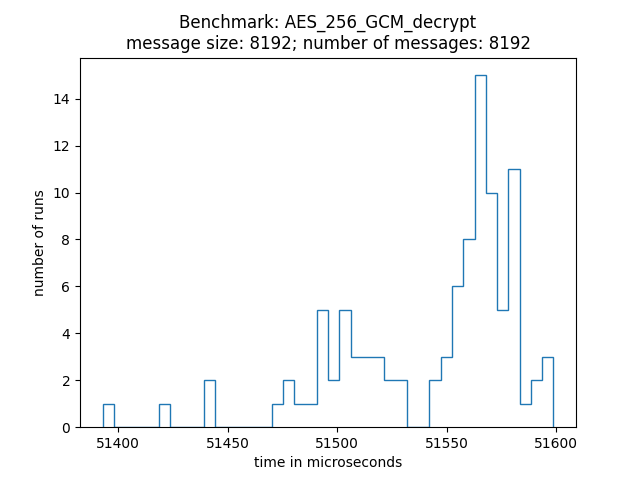 Benchmark: AES_256_GCM_decrypt
message size: 8192; number of messages: 8192
14
12
10
8
6
4
2
0
number of runs
51400 51450 51500 51550 51600
time in microseconds